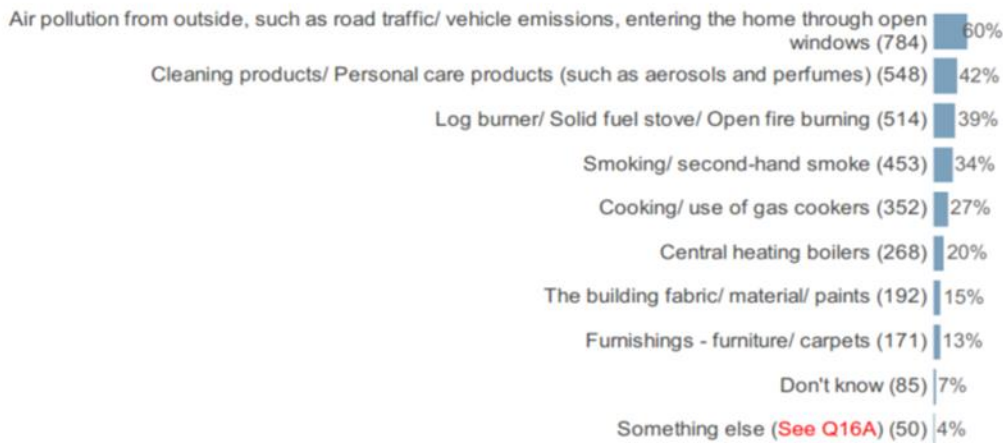 Air pollution from outside, such as road traffic/ vehicle emissions, entering the home through open
windows (784) 60%
Cleaning products/ Personal care products (such as aerosols and perfumes) (548) 42%
Log burner/ Solid fuel stove/ Open fire burning (514) 39%
Smoking/ second-hand smoke (453) 34%
Cooking/ use of gas cookers (352) 27%
Central heating boilers (268) 20%
The building fabric/ material/ paints (192) 15%
Furnishings - furniture/ carpets (171) 13%
Don't know (85) 7%
Something else (See Q16A) (50) 4%